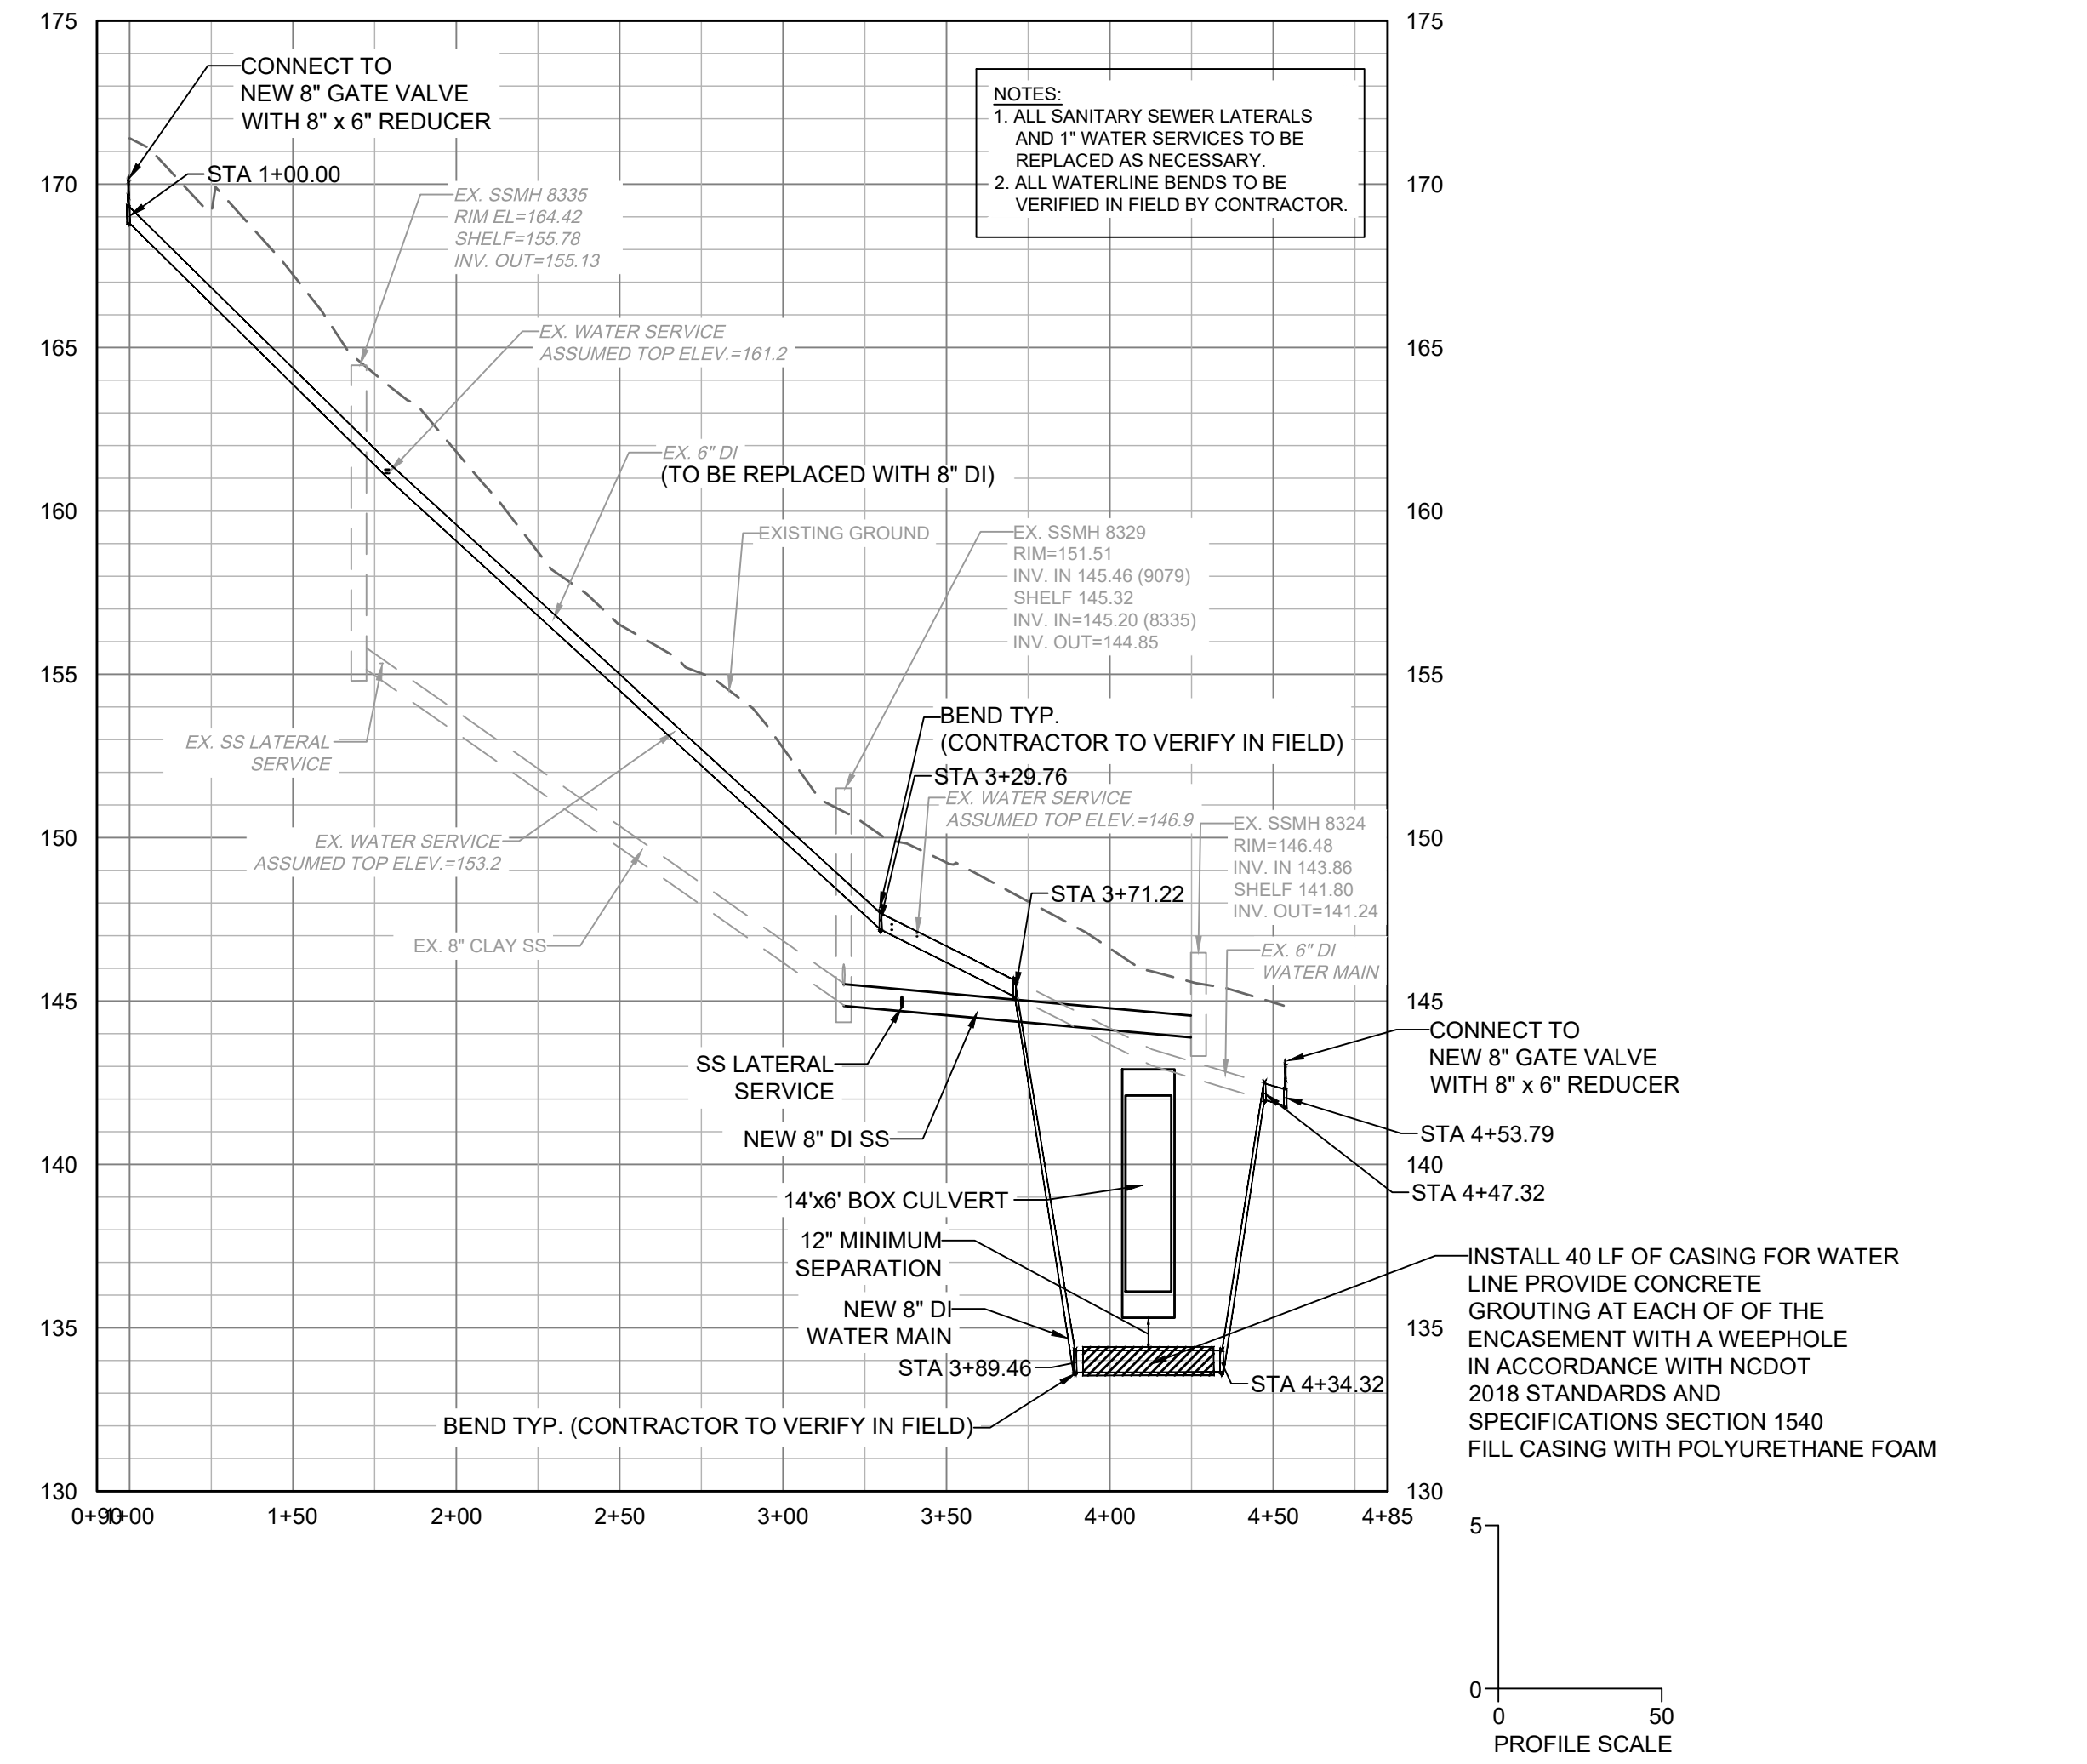 175
175
CONNECT TO
NEW 8" GATE VALVE
WITH 8" x 6" REDUCER
NOTES:
1. ALL SANITARY SEWER LATERALS
AND 1" WATER SERVICES TO BE
REPLACED AS NECESSARY.
2. ALL WATERLINE BENDS TO BE
VERIFIED IN FIELD BY CONTRACTOR.
170
STA 1+00.00
170
EX. SSMH 8335
RIM EL=164.42
SHELF=155.78
INV. OUT=155.13
165
EX. WATER SERVICE
ASSUMED TOP ELEV.=161.2
165
EX. 6" DI
(TO BE REPLACED WITH 8" DI)
160
160
EXISTING GROUND
EX. SSMH 8329
RIM=151.51
INV. IN 145.46 (9079)
SHELF 145.32
INV. IN=145.20 (8335)
INV. OUT=144.85
155
155
BEND TYP.
(CONTRACTOR TO VERIFY IN FIELD)
EX. SS LATERAL
SERVICE
STA 3+29.76
EX. WATER SERVICE
ASSUMED TOP ELEV.=146.9
150
150
EX. WATER SERVICE
ASSUMED TOP ELEV.=153.2
EX. SSMH 8324
RIM=146.48
INV. IN 143.86
SHELF 141.80
INV. OUT=141.24
STA 3+71.22
EX. 8" CLAY SS
EX. 6" DI
WATER MAIN
145
145
CONNECT TO
NEW 8" GATE VALVE
WITH 8" x 6" REDUCER
SS LATERAL
SERVICE
NEW 8" DI SS
STA 4+53.79
140
140
STA 4+47.32
14'x6' BOX CULVERT
12" MINIMUM
SEPARATION
INSTALL 40 LF OF CASING FOR WATER
LINE PROVIDE CONCRETE
GROUTING AT EACH OF OF THE
ENCASEMENT WITH A WEEPHOLE
IN ACCORDANCE WITH NCDOT
2018 STANDARDS AND
SPECIFICATIONS SECTION 1540
FILL CASING WITH POLYURETHANE FOAM
NEW 8" DI
WATER MAIN
135
135
STA 3+89.46
STA 4+34.32
BEND TYP. (CONTRACTOR TO VERIFY IN FIELD)
130
130
0+90
1+00
1+50
2+00
2+50
3+00
3+50
4+00
4+50
4+85
5
0
0
50
PROFILE SCALE